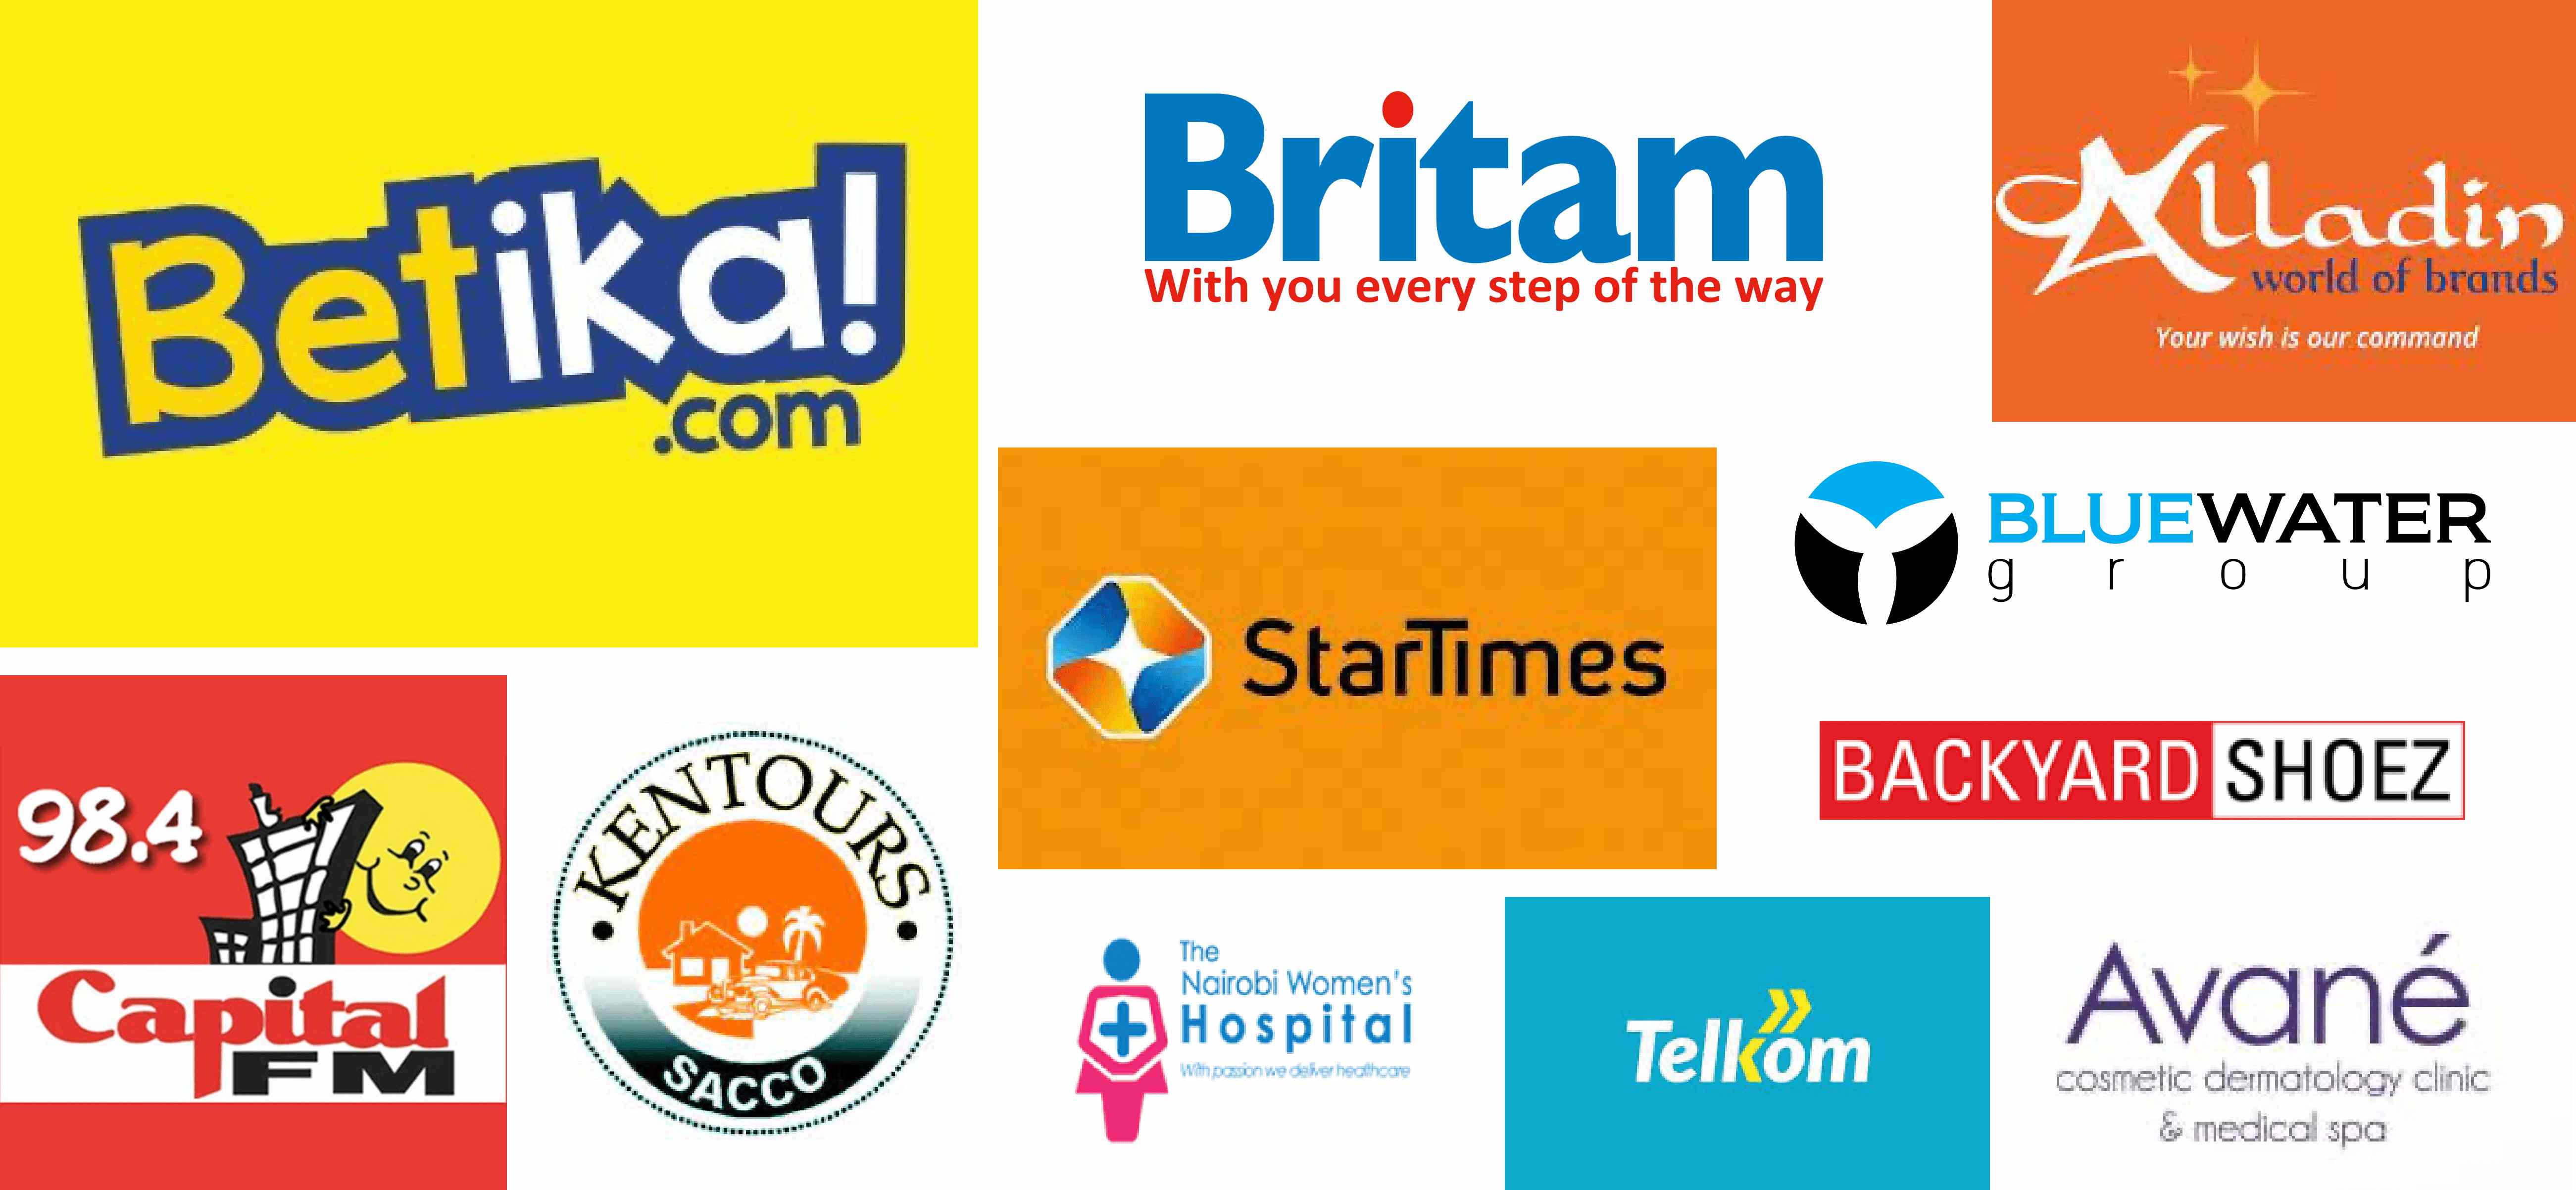 Betika!
.com
Britam
With you every step of the way
Alladin
world of brands
Your wish is our command
StarTimes
BLUEWATER
group
BACKYARD SHOEZ
98.4
Capital
FM
KENTOURS
SACCO
The
Nairobi Women's
Hospital
With passion we deliver healthcare
Telkom
Avané
cosmetic dermatology clinic
& medical spa